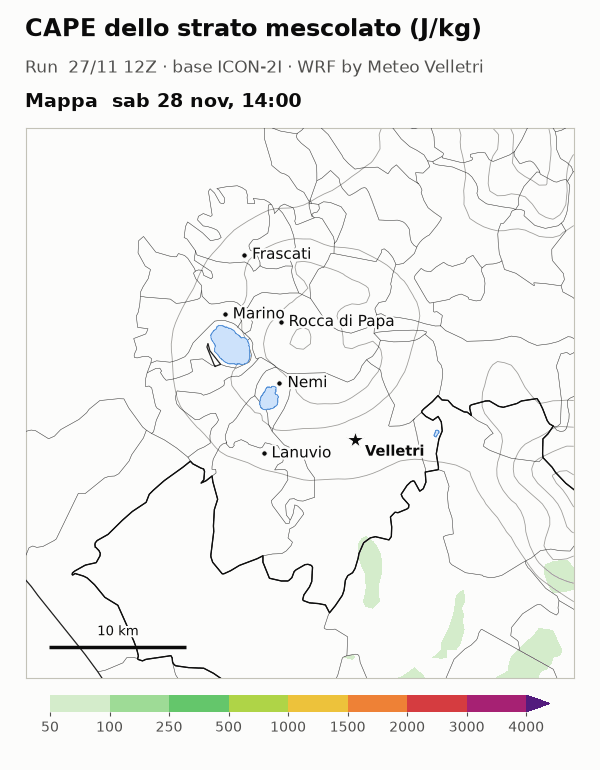 CAPE dello strato mescolato (J/kg)
Run  27/11 12Z · base ICON-2I · WRF by Meteo Velletri
Mappa  sab 28 nov, 14:00
Frascati
Marino
Rocca di Papa
Nemi
Velletri
Lanuvio
10 km
50 100 250 500 1000 1500 2000 3000 4000